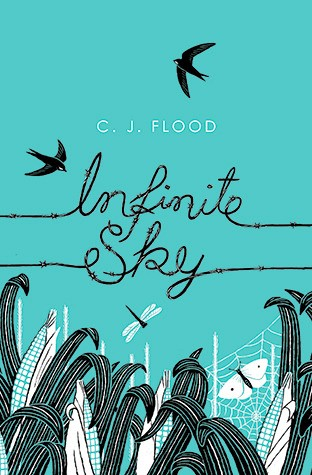 C. J. FLOOD
Infinite
Sky